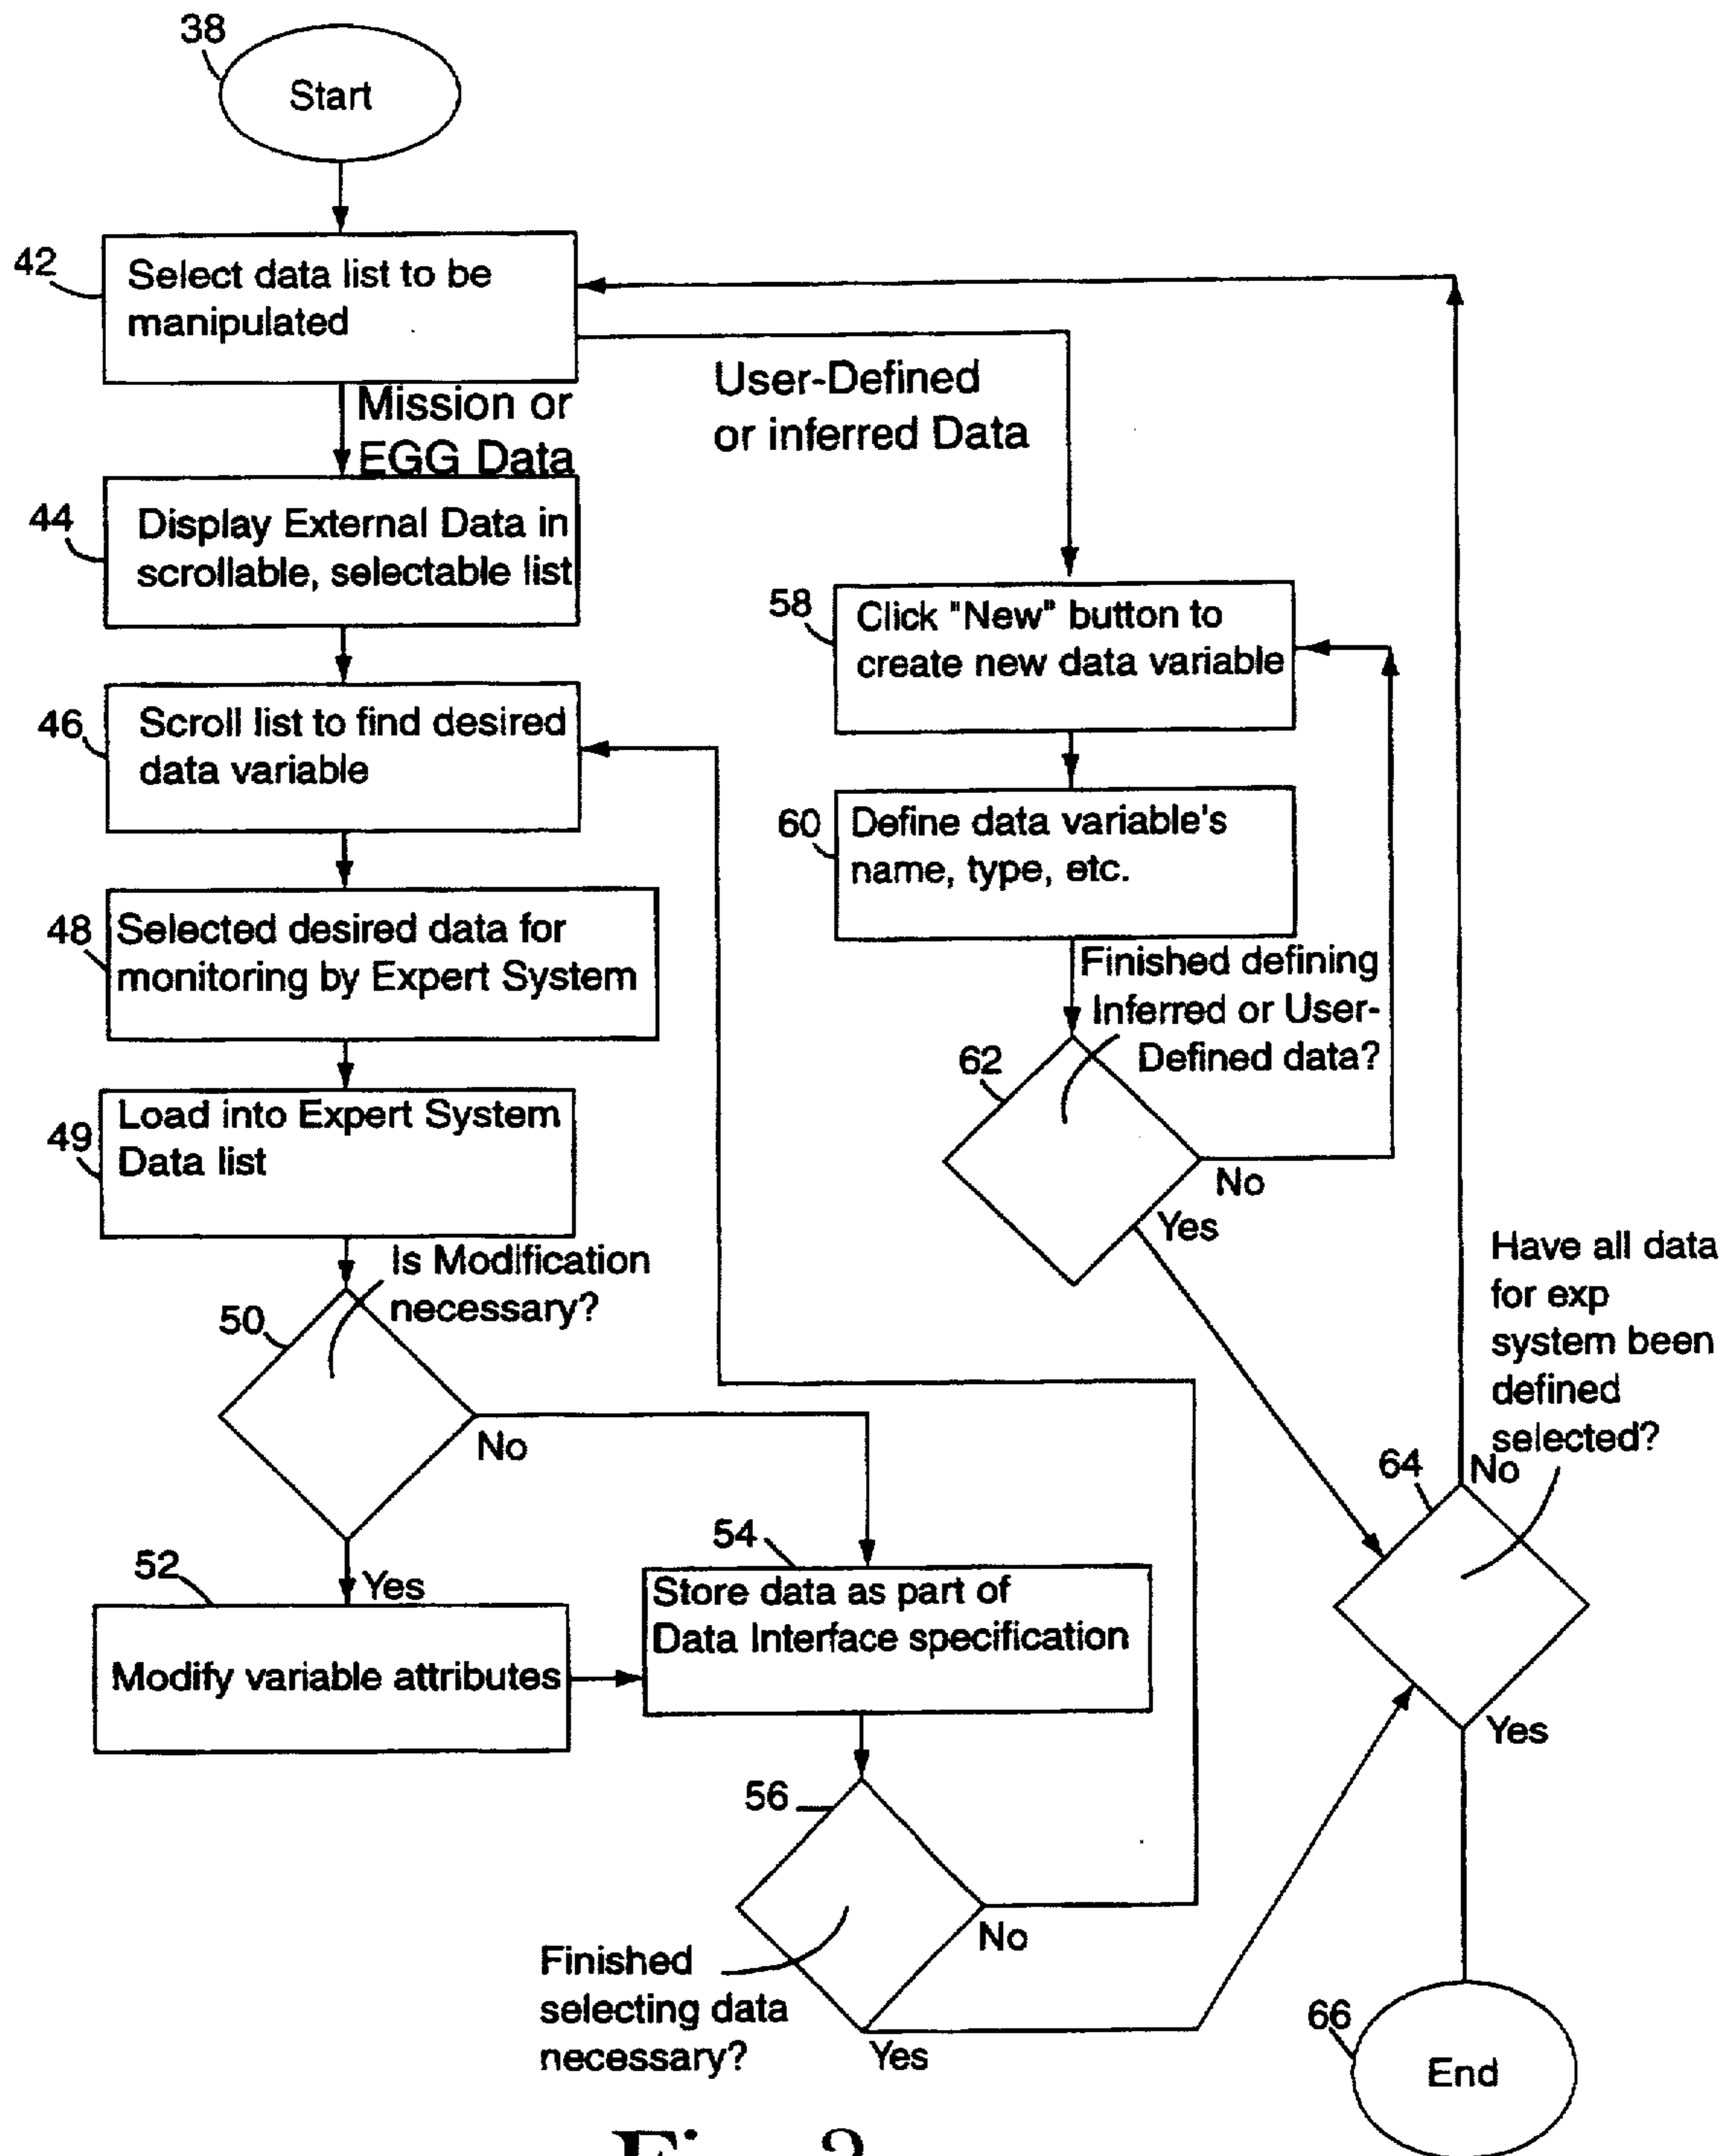 38
Start
42
Select data list to be
manipulated
Mission or
EGG Data
User-Defined
or inferred Data
44
Display External Data in
scrollable, selectable list
46
Scroll list to find desired
data variable
48
Selected desired data for
monitoring by Expert System
49
Load into Expert System
Data list
Is Modification
necessary?
50
No
Yes
52
Modify variable attributes
54
Store data as part of
Data Interface specification
56
Finished
selecting data
necessary?
No
Yes
58
Click "New" button to
create new data variable
60
Define data variable's
name, type, etc.
Finished defining
Inferred or User-
Defined data?
62
No
Yes
Have all data
for exp
system been
defined
selected?
64
No
Yes
66
End